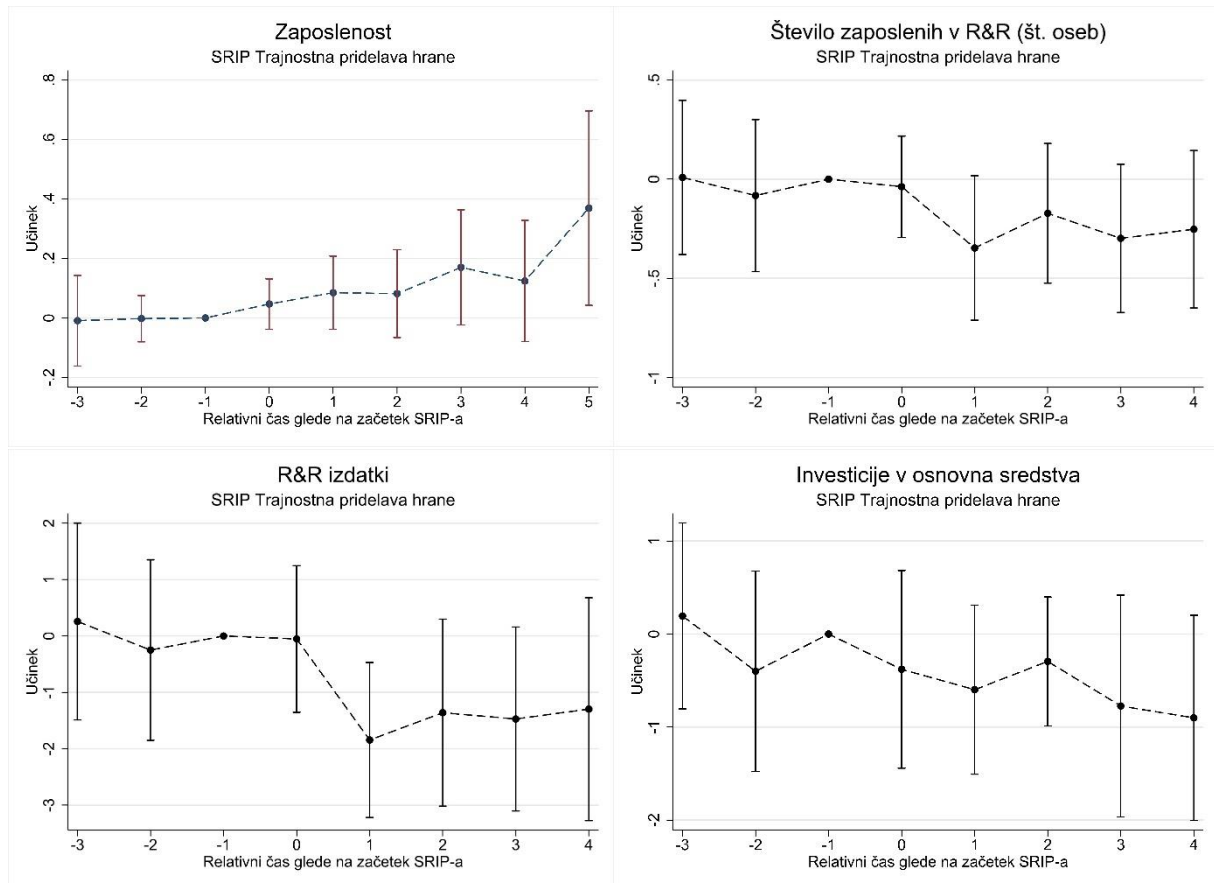 Zaposlenost
SRIP Trajnostna pridelava hrane
.8
.6
.4
.2
0
-.2
Učinek
-3 -2 -1 0 1 2 3 4 5
Relativni čas glede na začetek SRIP-a
Število zaposlenih v R&R (št. oseb)
SRIP Trajnostna pridelava hrane
.5
0
-.5
-1
Učinek
-3 -2 -1 0 1 2 3 4
Relativni čas glede na začetek SRIP-a
R&R izdatki
SRIP Trajnostna pridelava hrane
2
1
0
-1
-2
-3
Učinek
-3 -2 -1 0 1 2 3 4
Relativni čas glede na začetek SRIP-a
Investicije v osnovna sredstva
SRIP Trajnostna pridelava hrane
1
0
-1
-2
Učinek
-3 -2 -1 0 1 2 3 4
Relativni čas glede na začetek SRIP-a